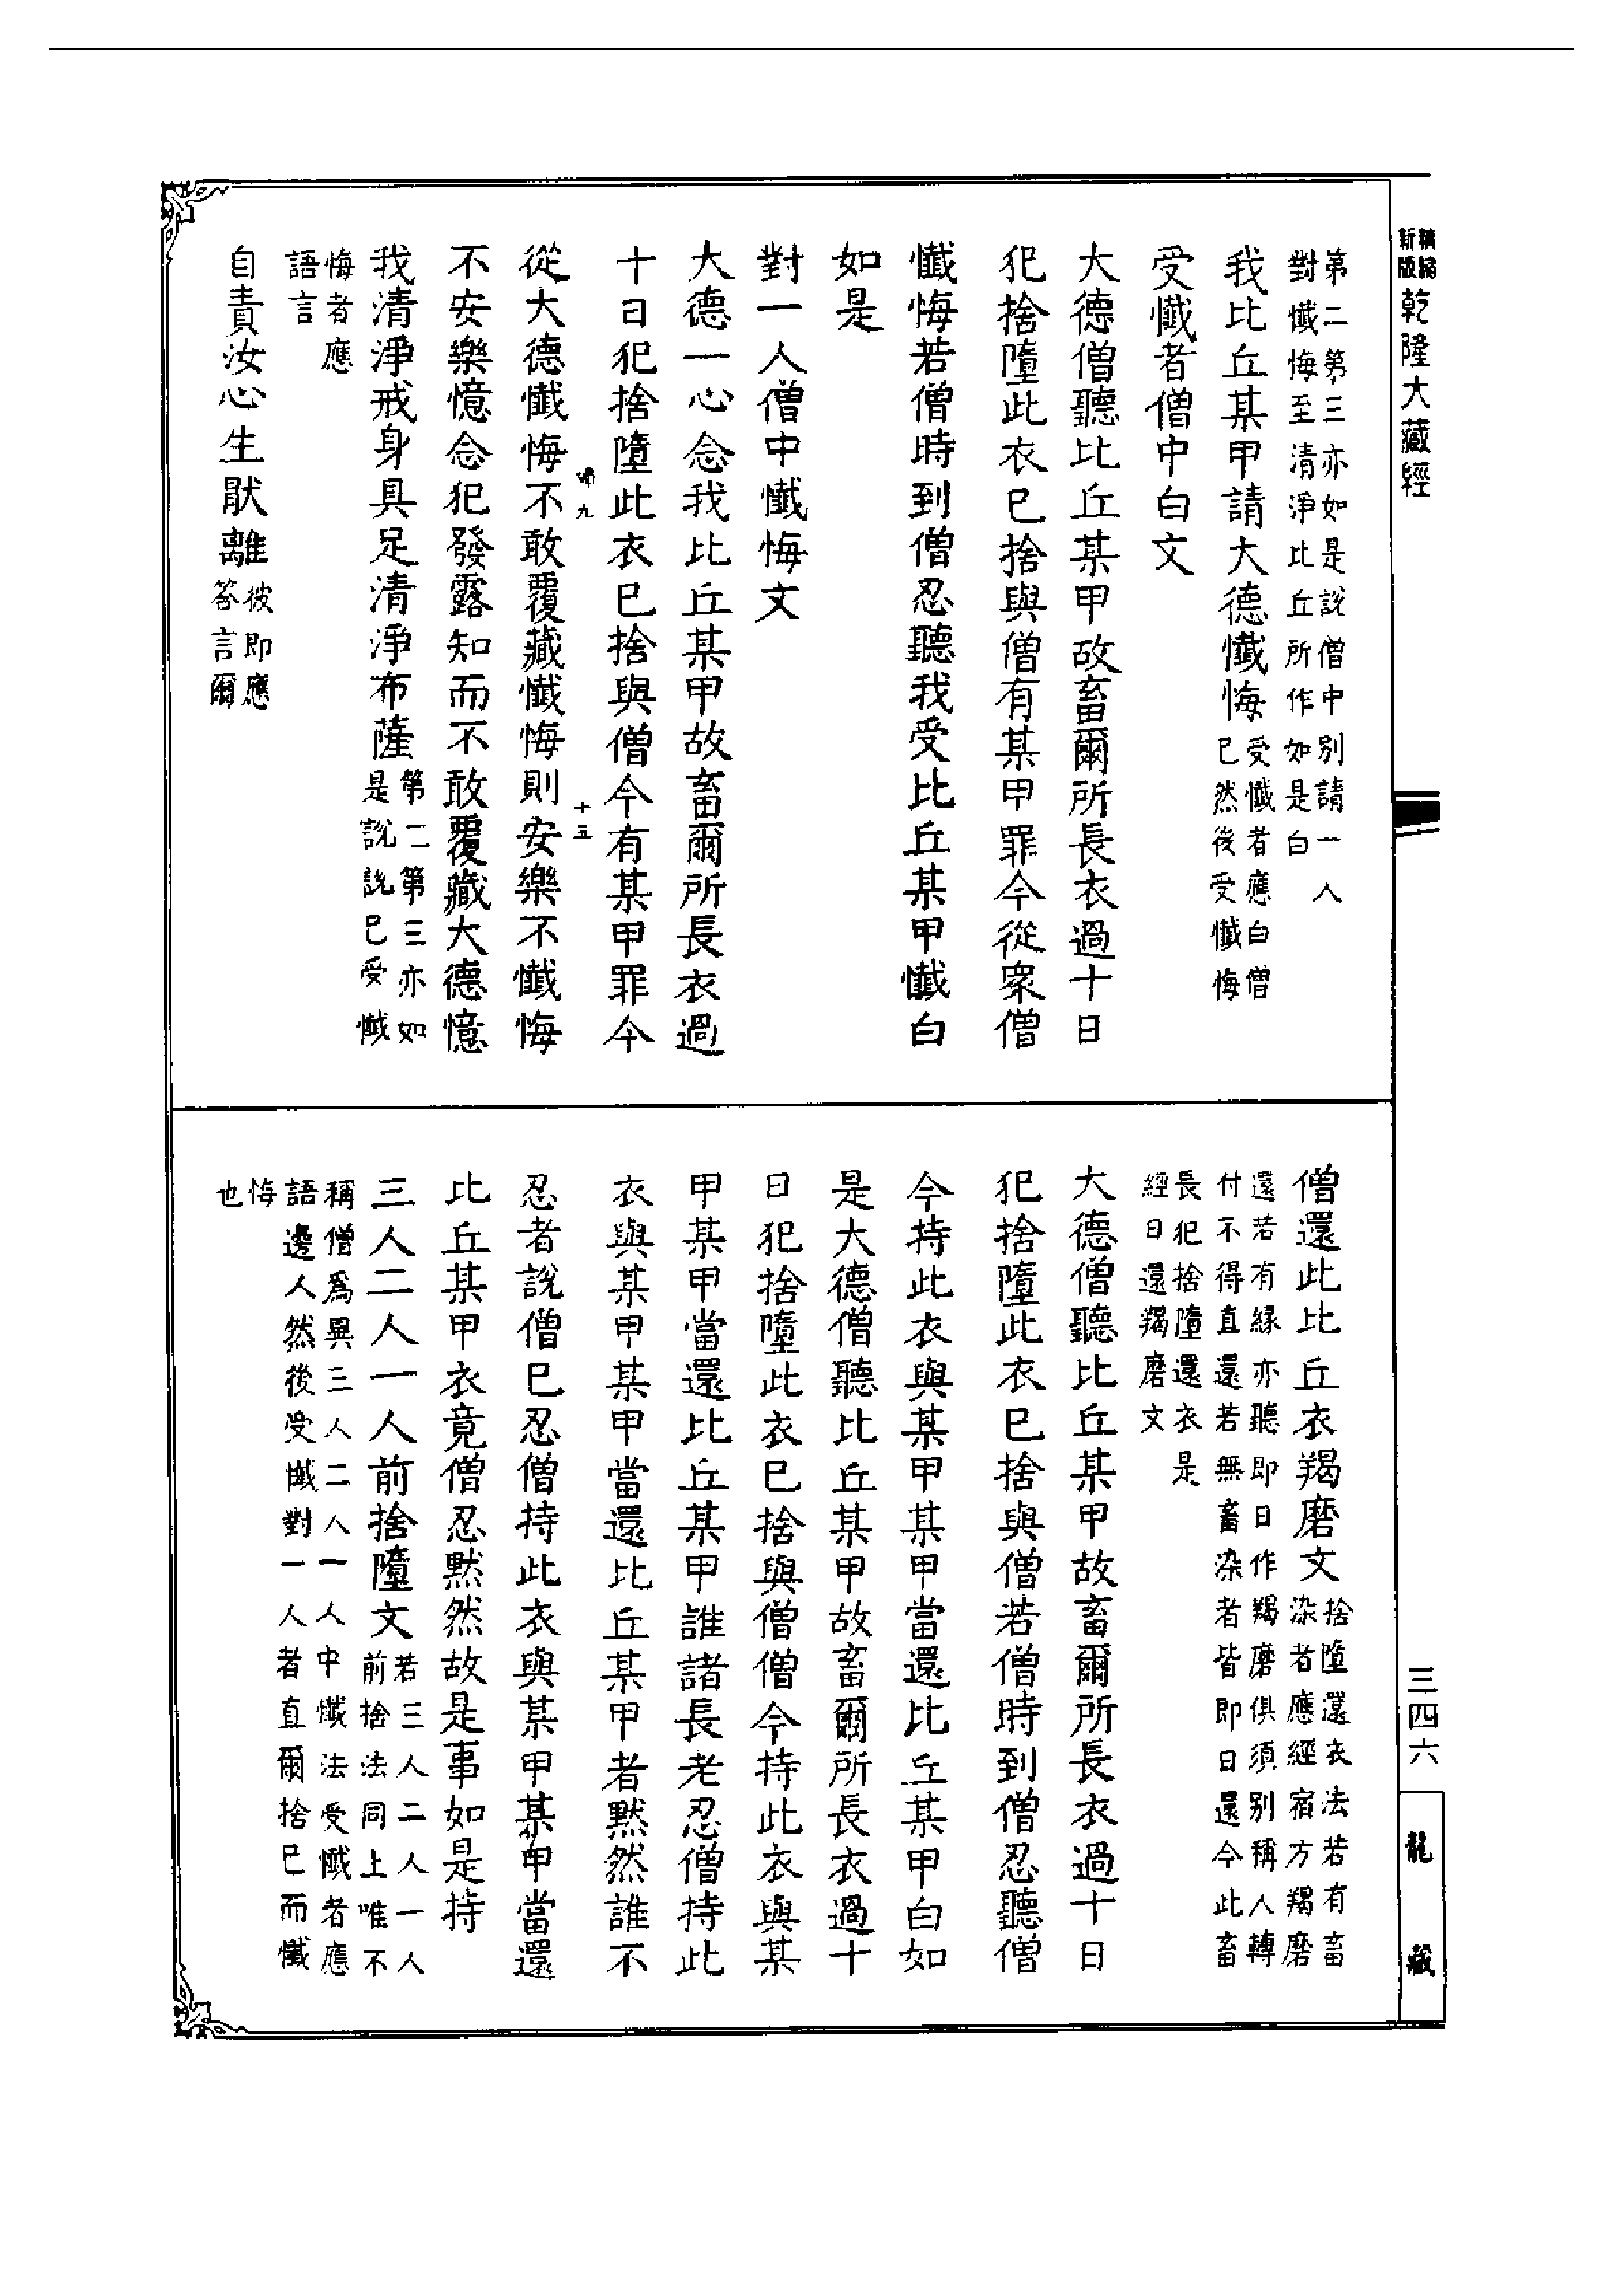 新版精縮乾隆大藏經
第二第三亦如是說僧中別請一人
對懺悔至清淨比丘所作如是白
我比丘某甲請大德懺悔受懺者應白僧
已然後受懺悔
受懺者僧中白文
大德僧聽比丘某甲故畜爾所長衣過十日
犯捨墮此衣已捨與僧有某甲罪今從衆僧
懺悔若僧時到僧忍聽我受比丘某甲懺白
如是
對一人僧中懺悔文
大德一心念我比丘某甲故畜爾所長衣過
十日犯捨墮此衣已捨與僧今有某甲罪今
九
十五
從大德懺悔不敢覆藏懺悔則安樂不懺悔
不安樂憶念犯發露知而不敢覆藏大德憶
我清淨戒身具足清淨布薩第二第三亦如
是說說已受懺
悔者應
語言
自責汝心生猒離彼即應
答言爾
僧還此比丘衣羯磨文捨墮還衣法若有畜
染者應經宿方羯磨
還若有緣亦聽即日作羯磨俱須別稱人轉
付不得直還若無畜染者皆即日還今此畜
長犯捨墮還衣是
經日還羯磨文
大德僧聽比丘某甲故畜爾所長衣過十日
犯捨墮此衣已捨與僧若僧時到僧忍聽僧
今持此衣與某甲某甲當還比丘某甲白如
是大德僧聽比丘某甲故畜爾所長衣過十
日犯捨墮此衣已捨與僧僧今持此衣與某
甲某甲當還比丘某甲誰諸長老忍僧持此
衣與某甲某甲當還比丘某甲者默然誰不
忍者說僧已忍僧持此衣與某甲某甲當還
比丘某甲衣竟僧忍默然故是事如是持
三人二人一人前捨墮文若三人二人一人
前捨法同上唯不
稱僧爲異三人二人一人中懺法受懺者應
語邊人然後受懺對一人者直爾捨已而懺
悔
也
三四六
龍藏